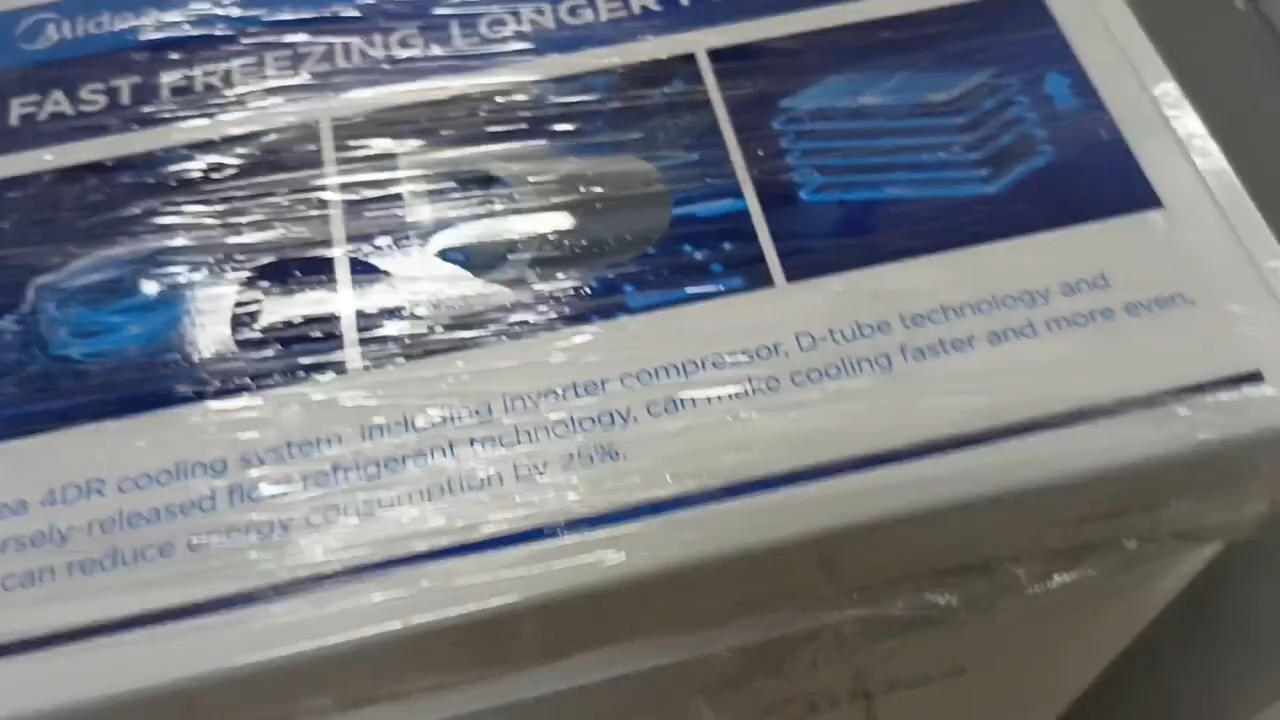 Midea
FAST FREEZING, LONGER
4DR cooling system, including Inverter compressor, D-tube technology and
rsely-released flow refrigerant technology, can make cooling faster and more even,
can reduce energy consumption by 25%.